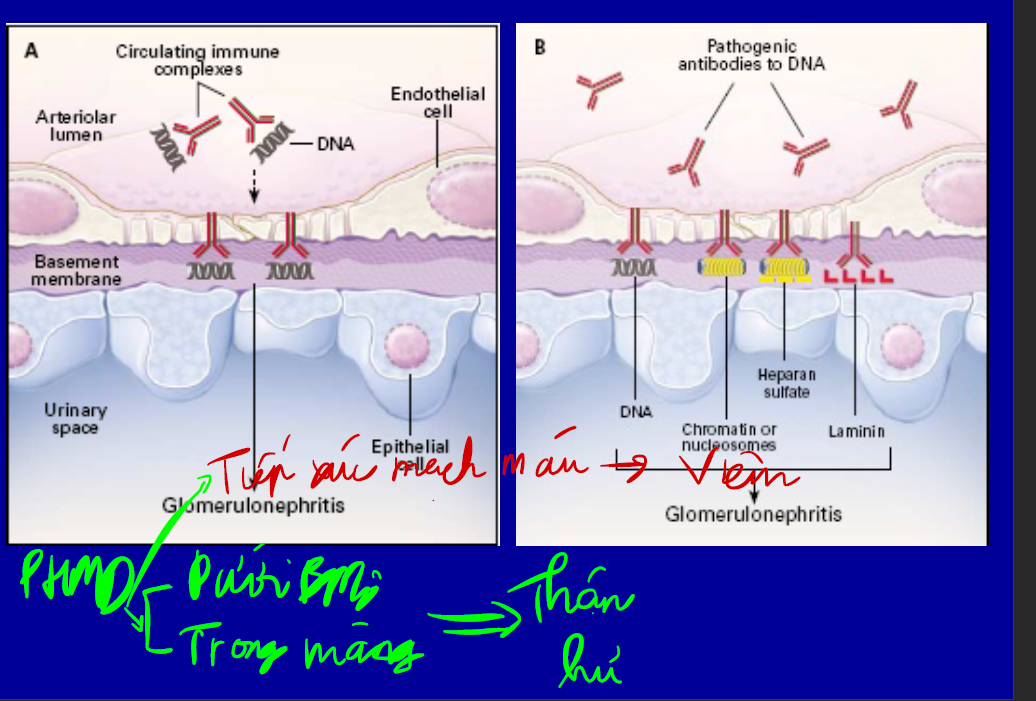 A
Circulating immune
complexes
Arteriolar
lumen
Endothelial
cell
DNA
Basement
membrane
Urinary
space
Epithelial
cell
Glomerulonephritis
B
Pathogenic
antibodies to DNA
DNA
Chromatin or
nucleosomes
Heparan
sulfate
Laminin
Glomerulonephritis
Tiếp xúc mạch máu → Viêm
PHMD
Dưới BM
Trong màng
Thận
hư